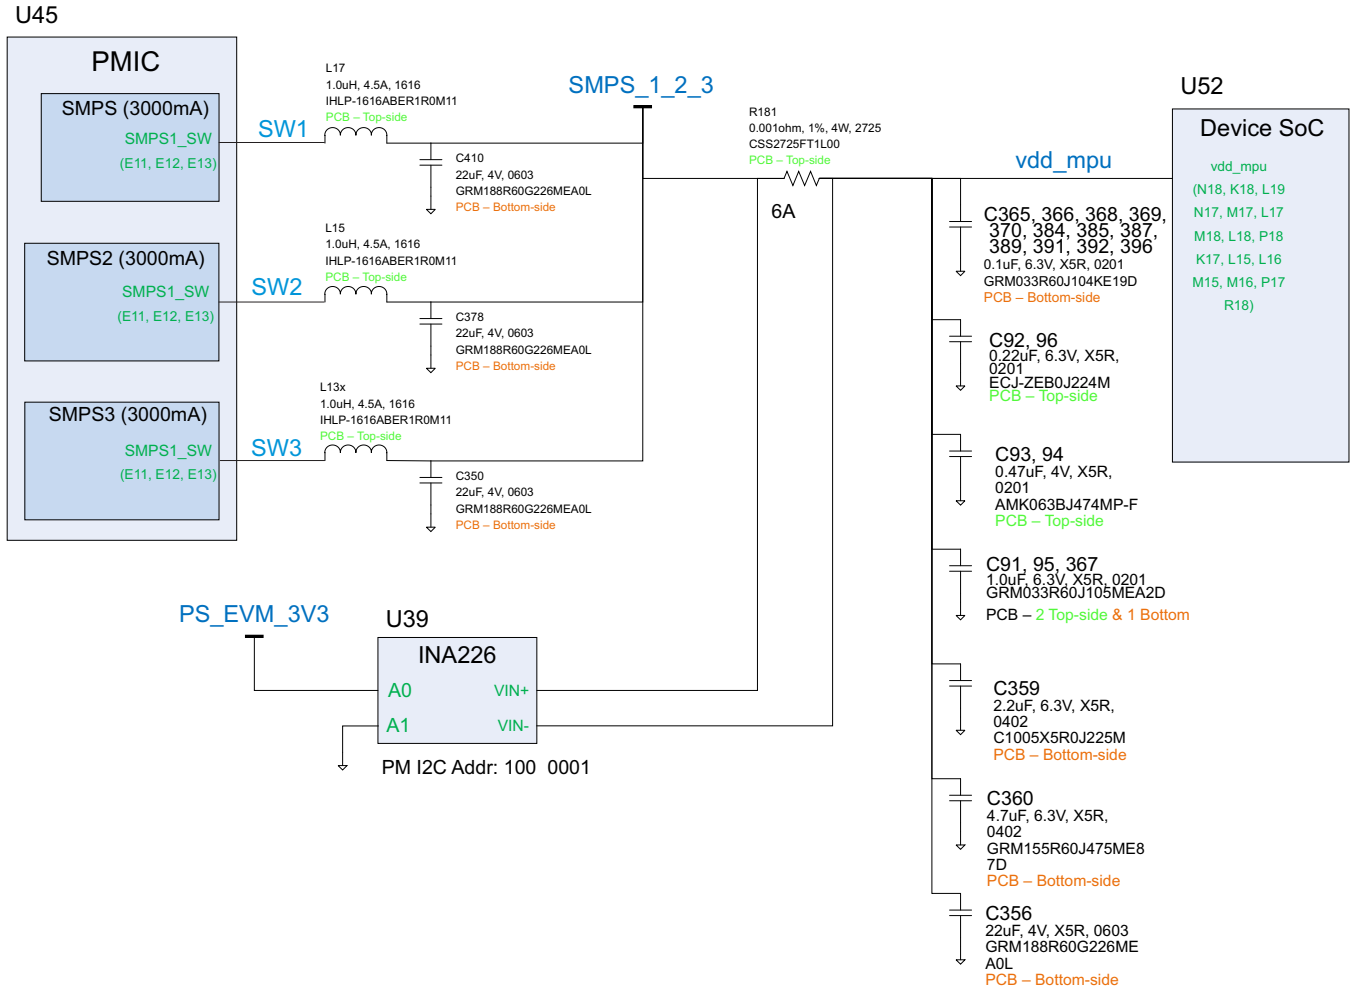 U45
PMIC
SMPS (3000mA)
SMPS1_SW
(E11, E12, E13)
SMPS2 (3000mA)
SMPS1_SW
(E11, E12, E13)
SMPS3 (3000mA)
SMPS1_SW
(E11, E12, E13)
SW1
SW2
SW3
L17
1.0uH, 4.5A, 1616
IHLP-1616ABER1R0M11
PCB – Top-side
C410
22uF, 4V, 0603
GRM188R60G226MEA0L
PCB – Bottom-side
L15
1.0uH, 4.5A, 1616
IHLP-1616ABER1R0M11
PCB – Top-side
C378
22uF, 4V, 0603
GRM188R60G226MEA0L
PCB – Bottom-side
L13x
1.0uH, 4.5A, 1616
IHLP-1616ABER1R0M11
PCB – Top-side
C350
22uF, 4V, 0603
GRM188R60G226MEA0L
PCB – Bottom-side
SMPS_1_2_3
R181
0.001ohm, 1%, 4W, 2725
CSS2725FT1L00
PCB – Top-side
6A
vdd_mpu
U52
Device SoC
vdd_mpu
(N18, K18, L19
N17, M17, L17
M18, L18, P18
K17, L15, L16
M15, M16, P17
R18)
C365, 366, 368, 369,
370, 384, 385, 387,
389, 391, 392, 396
0.1uF, 6.3V, X5R, 0201
GRM033R60J104KE19D
PCB – Bottom-side
C92, 96
0.22uF, 6.3V, X5R,
0201
ECJ-ZEB0J224M
PCB – Top-side
C93, 94
0.47uF, 4V, X5R,
0201
AMK063BJ474MP-F
PCB – Top-side
C91, 95, 367
1.0uF, 6.3V, X5R, 0201
GRM033R60J105MEA2D
PCB – 2 Top-side & 1 Bottom
C359
2.2uF, 6.3V, X5R,
0402
C1005X5R0J225M
PCB – Bottom-side
C360
4.7uF, 6.3V, X5R,
0402
GRM155R60J475ME8
7D
PCB – Bottom-side
C356
22uF, 4V, X5R, 0603
GRM188R60G226ME
A0L
PCB – Bottom-side
PS_EVM_3V3
U39
INA226
A0
VIN+
A1
VIN-
PM I2C Addr: 100 0001